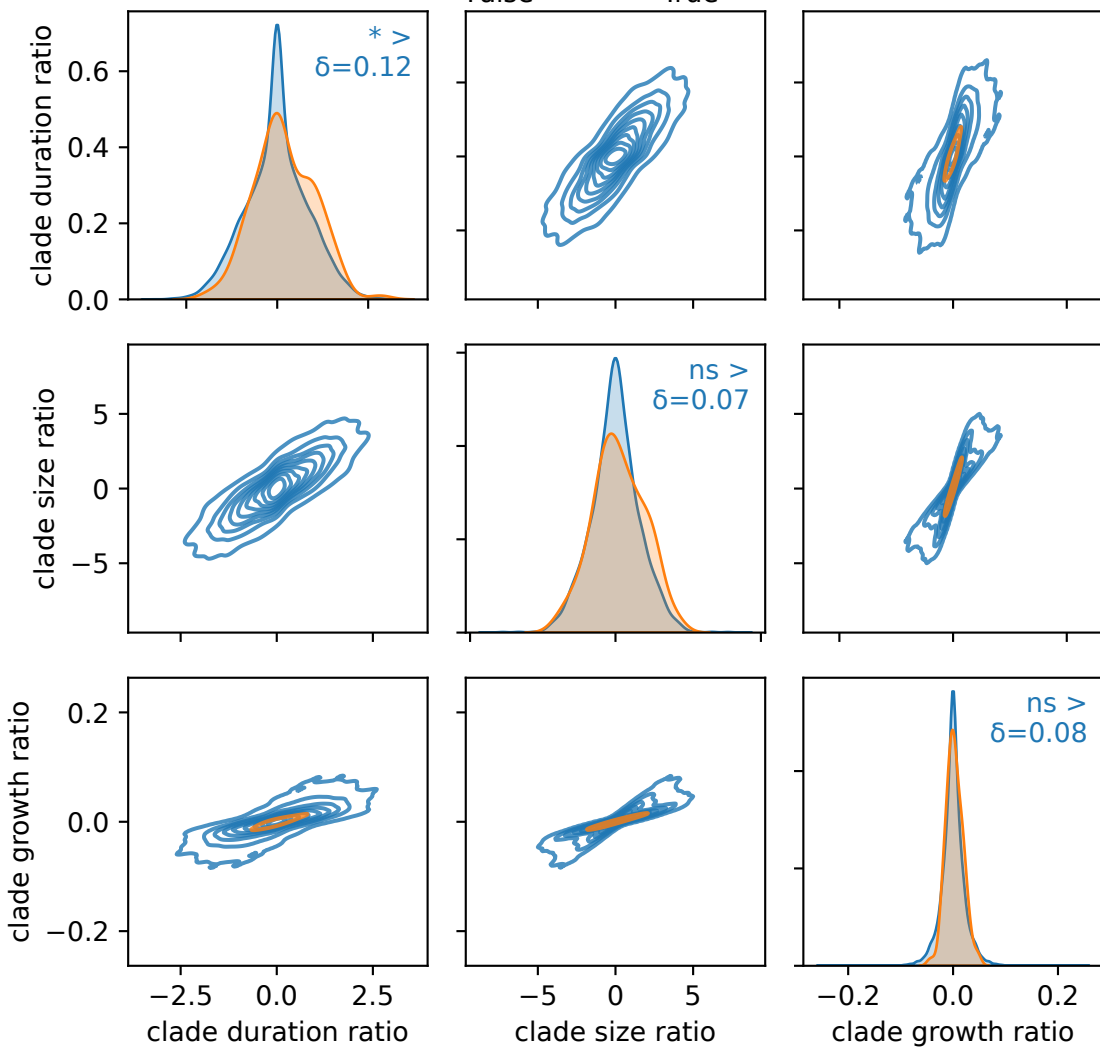 True
clade duration ratio
0.6
0.4
0.2
0.0
* >
δ=0.12
clade size ratio
5
0
−5
ns >
δ=0.07
clade growth ratio
0.2
0.0
−0.2
ns >
δ=0.08
−2.5 0.0 2.5
−5 0 5
−0.2 0.0 0.2
clade duration ratio
clade size ratio
clade growth ratio